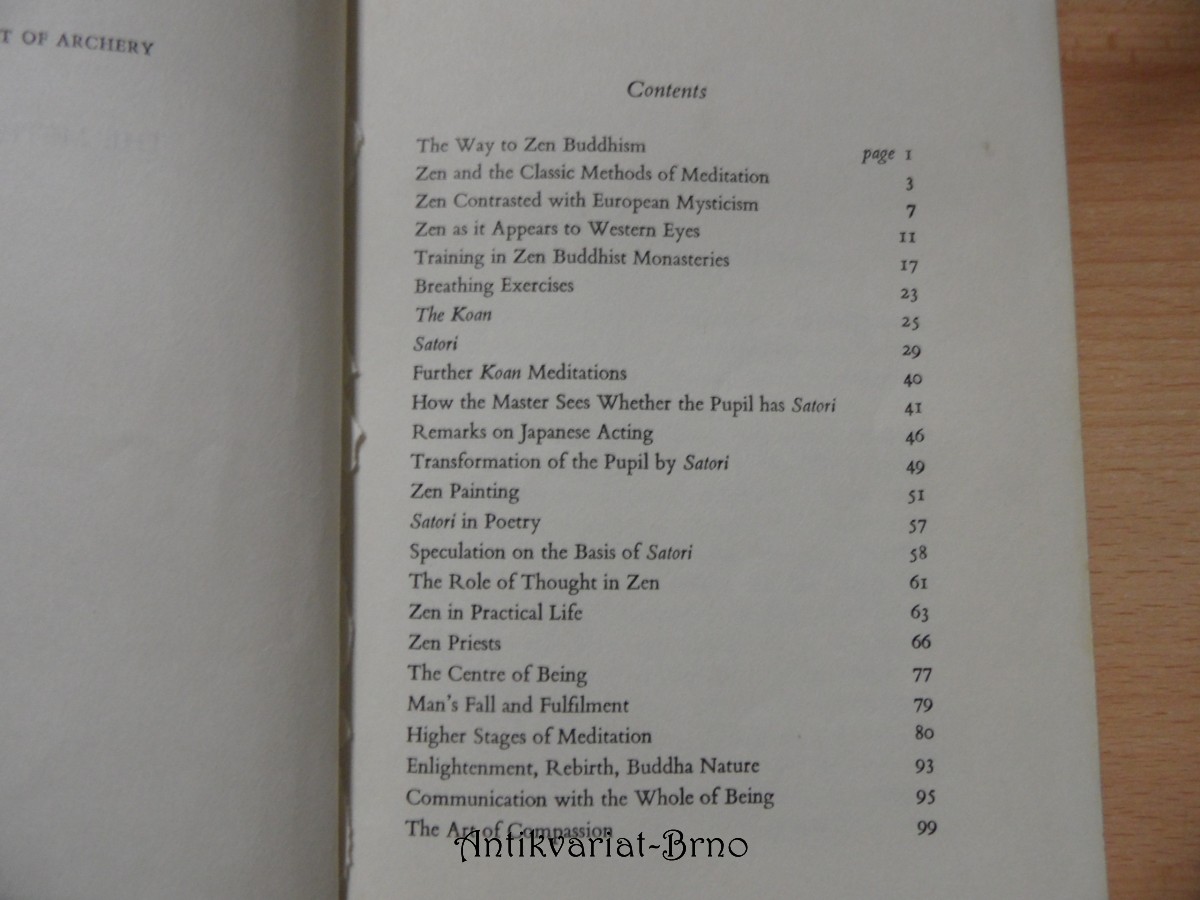 T OF ARCHERY
Contents
The Way to Zen Buddhism page 1
Zen and the Classic Methods of Meditation 3
Zen Contrasted with European Mysticism 7
Zen as it Appears to Western Eyes 11
Training in Zen Buddhist Monasteries 17
Breathing Exercises 23
The Koan 25
Satori 29
Further Koan Meditations 40
How the Master Sees Whether the Pupil has Satori 41
Remarks on Japanese Acting 46
Transformation of the Pupil by Satori 49
Zen Painting 51
Satori in Poetry 57
Speculation on the Basis of Satori 58
The Role of Thought in Zen 61
Zen in Practical Life 63
Zen Priests 66
The Centre of Being 77
Man's Fall and Fulfilment 79
Higher Stages of Meditation 80
Enlightenment, Rebirth, Buddha Nature 93
Communication with the Whole of Being 95
The Art of Compassion 99
Antikvariat-Brno